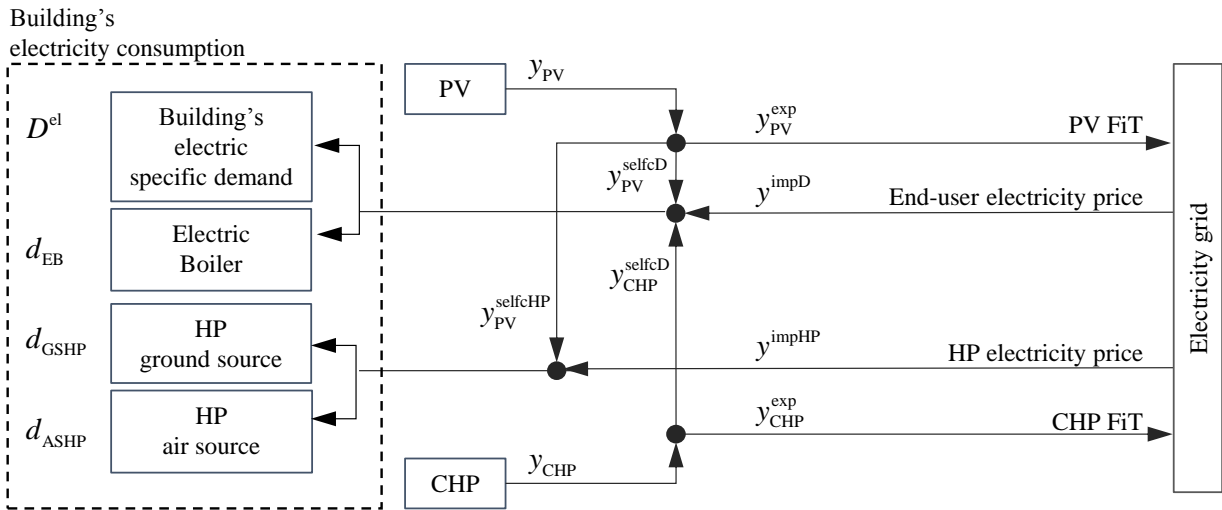 Building's
electricity consumption
D^el
Building's
electric
specific demand
d_EB
Electric
Boiler
d_GSHP
HP
ground source
d_ASHP
HP
air source
PV
y_PV
y_PV^exp
PV FiT
y_PV^selfcD
y^impD
End-user electricity price
y_CHP^selfcD
y_PV^selfcHP
y^impHP
HP electricity price
y_CHP^exp
CHP FiT
CHP
y_CHP
Electricity grid